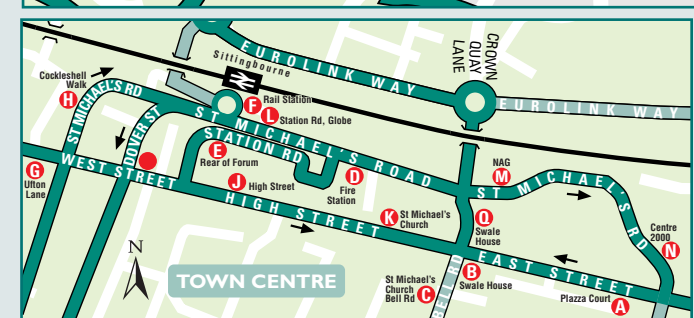 EUROLINK WAY
CROWN
QUAY
LANE
Sittingbourne
EUROLINK WAY
Cockleshell
Walk
H
ST MICHAEL'S RD
DOVER ST
F
Rail Station
L
Station Rd, Globe
ST MICHAEL'S ROAD
STATION RD
E
Rear of Forum
G
Ufton
Lane
WEST STREET
J
High Street
D
Fire
Station
NAG
M
ST MICHAEL'S RD
HIGH STREET
K
St Michael's
Church
Q
Swale
House
Centre
2000
N
N
TOWN CENTRE
EAST STREET
B
Swale House
St Michael's
Church
Bell Rd
C
BELL RD
Plazza Court
A